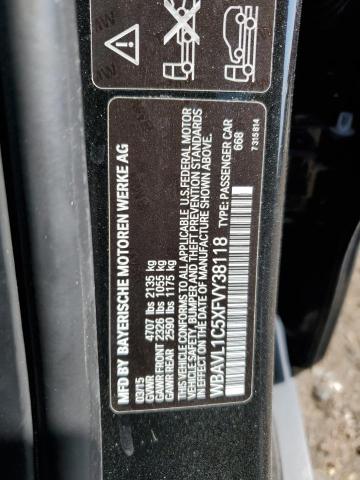 MFD BY BAYERISCHE MOTOREN WERKE AG
03/15
GVWR 4707 lbs 2135 kg
GAWR FRONT 2326 lbs 1055 kg
GAWR REAR 2590 lbs 1175 kg
THIS VEHICLE CONFORMS TO ALL APPLICABLE U.S. FEDERAL MOTOR
VEHICLE SAFETY, BUMPER AND THEFT PREVENTION STANDARDS
IN EFFECT ON THE DATE OF MANUFACTURE SHOWN ABOVE.
WBAVL1C5XFVY38118 TYPE: PASSENGER CAR
668
7315814